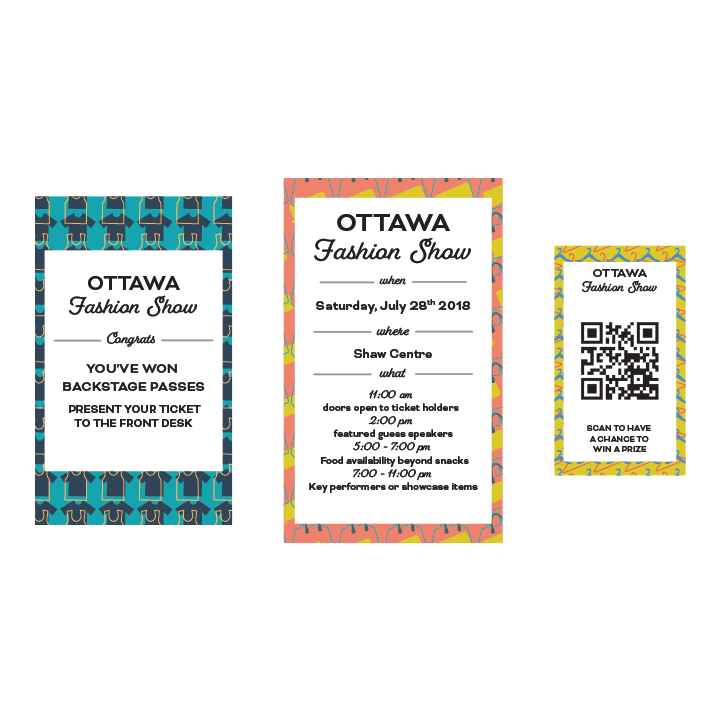 OTTAWA
Fashion Show
Congrats
YOU'VE WON
BACKSTAGE PASSES
PRESENT YOUR TICKET
TO THE FRONT DESK
OTTAWA
Fashion Show
when
Saturday, July 28th 2018
where
Shaw Centre
what
11:00 am
doors open to ticket holders
2:00 pm
featured guess speakers
5:00 - 7:00 pm
Food availability beyond snacks
7:00 - 11:00 pm
Key performers or showcase items
OTTAWA
Fashion Show
SCAN TO HAVE
A CHANCE TO
WIN A PRIZE